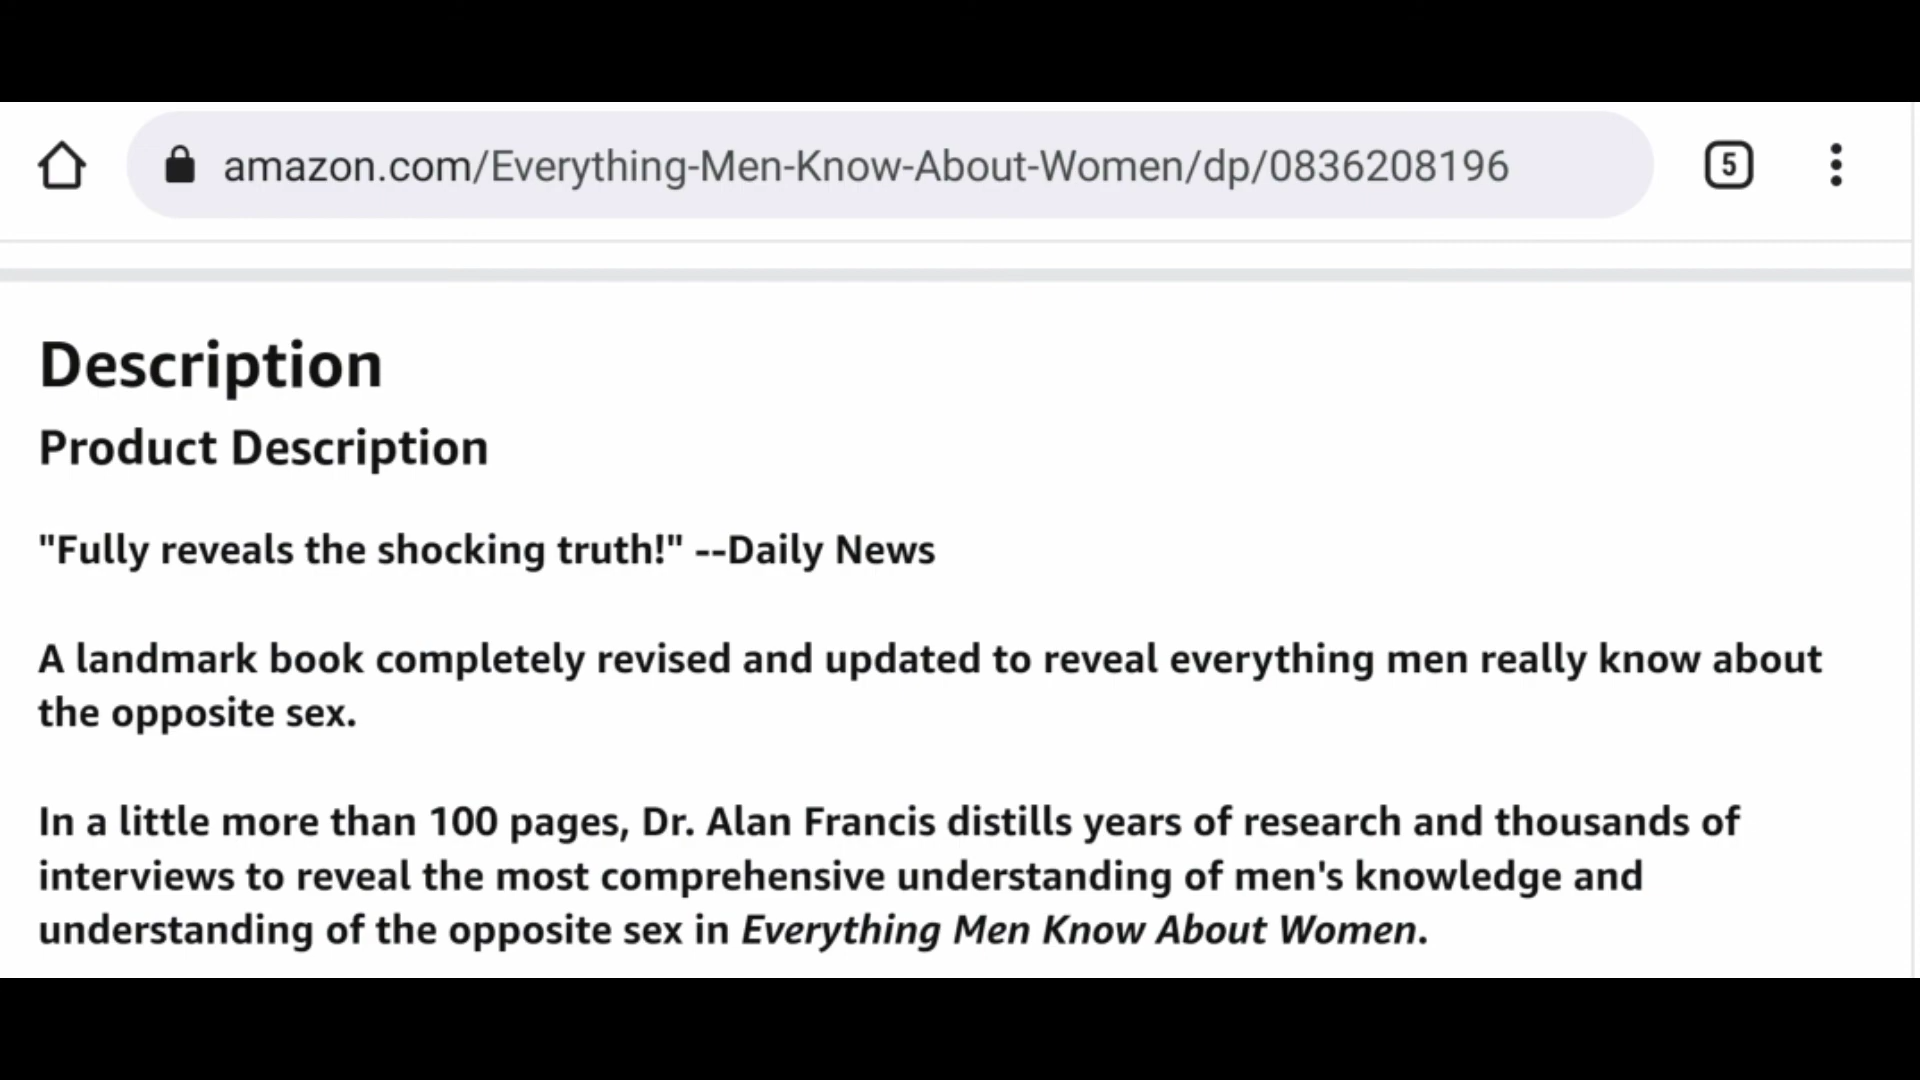 amazon.com/Everything-Men-Know-About-Women/dp/0836208196
5
Description
Product Description
"Fully reveals the shocking truth!" --Daily News
A landmark book completely revised and updated to reveal everything men really know about
the opposite sex.
In a little more than 100 pages, Dr. Alan Francis distills years of research and thousands of
interviews to reveal the most comprehensive understanding of men's knowledge and
understanding of the opposite sex in Everything Men Know About Women.